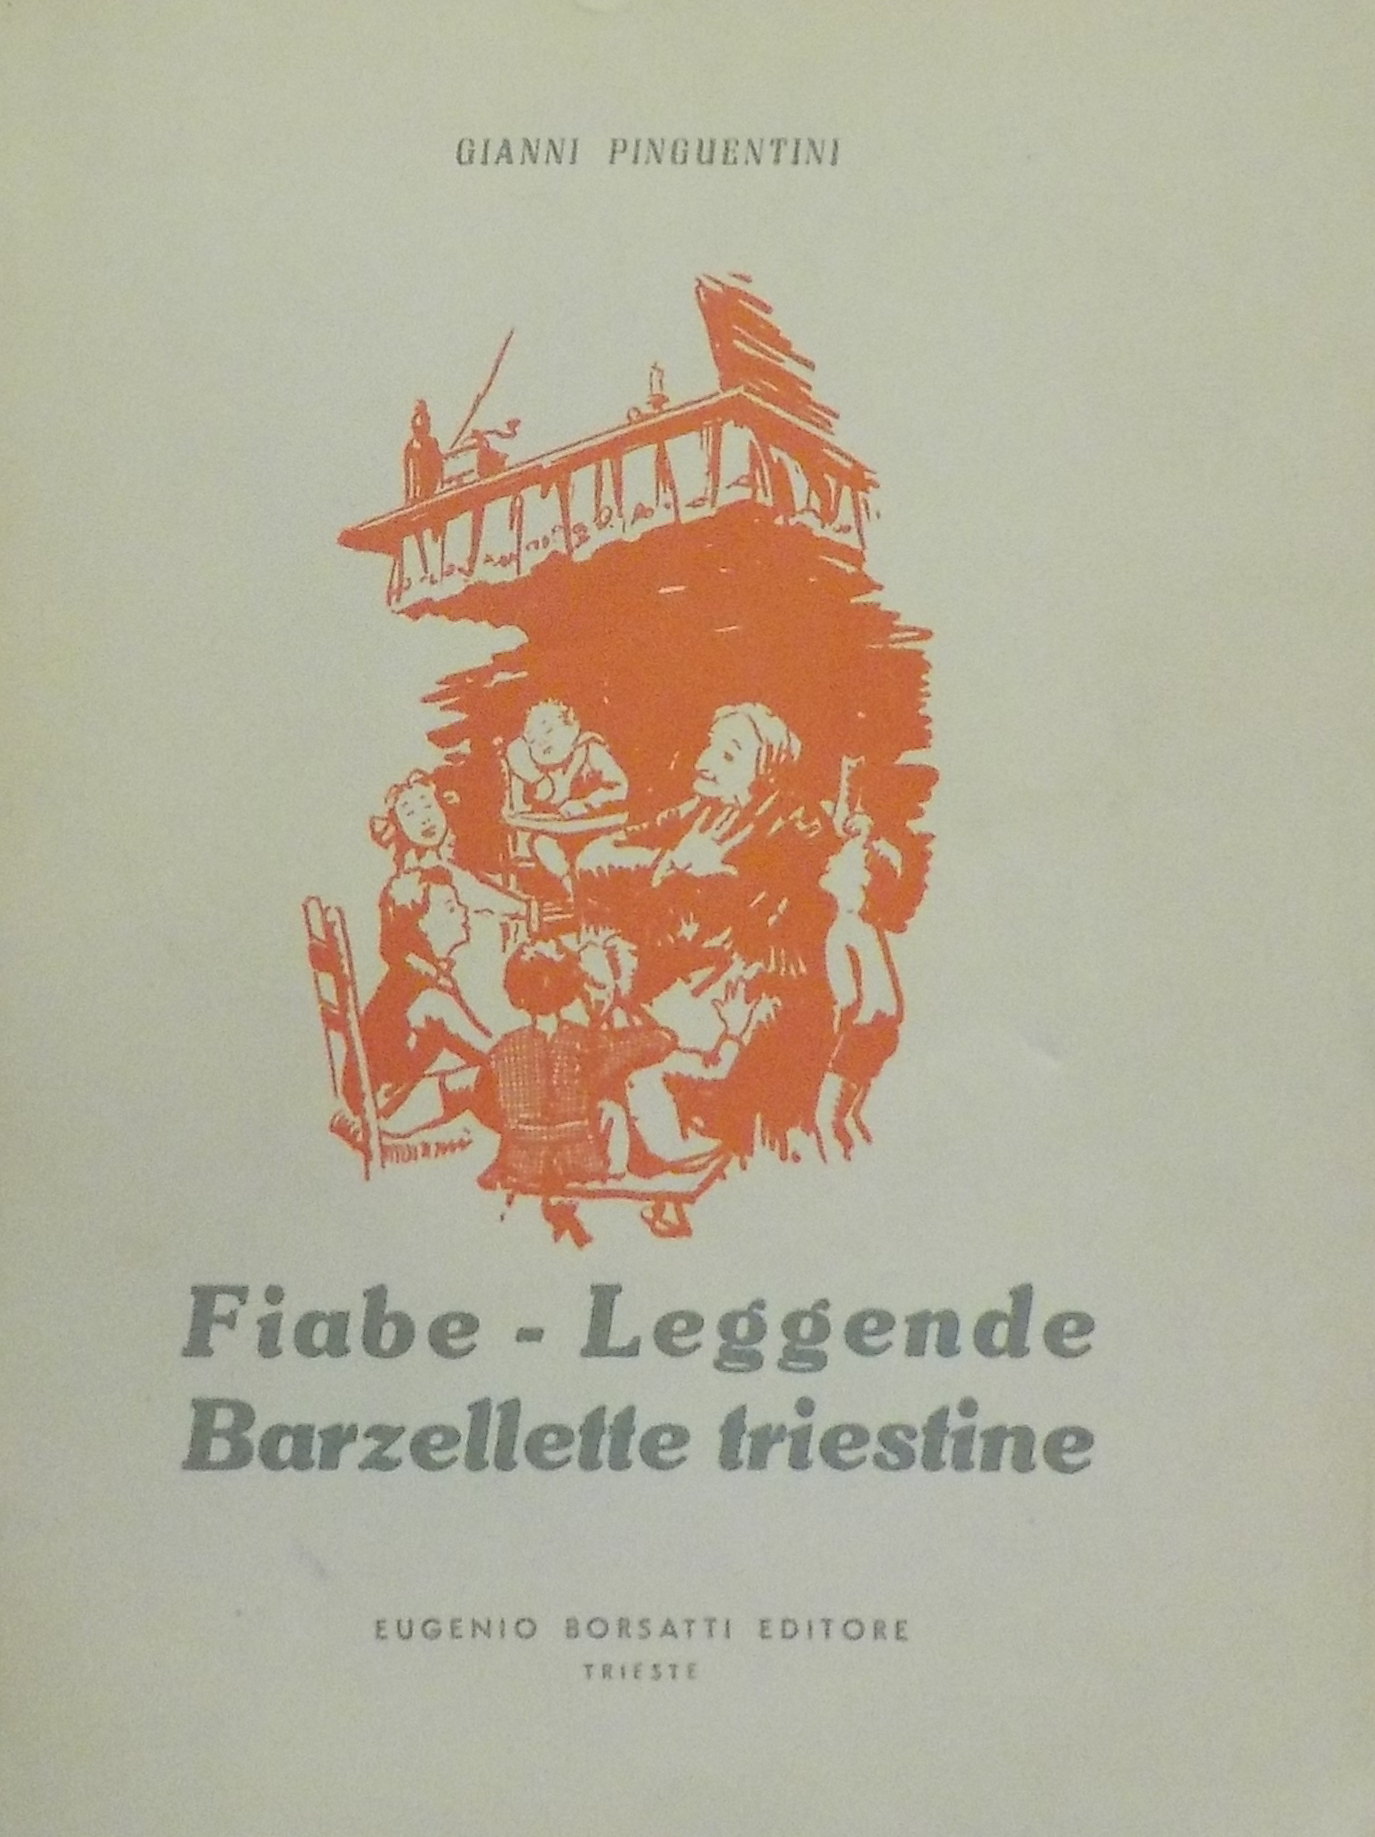 GIANNI PINGUENTINI
Fiabe - Leggende
Barzellette triestine
EUGENIO BORSATTI EDITORE
TRIESTE